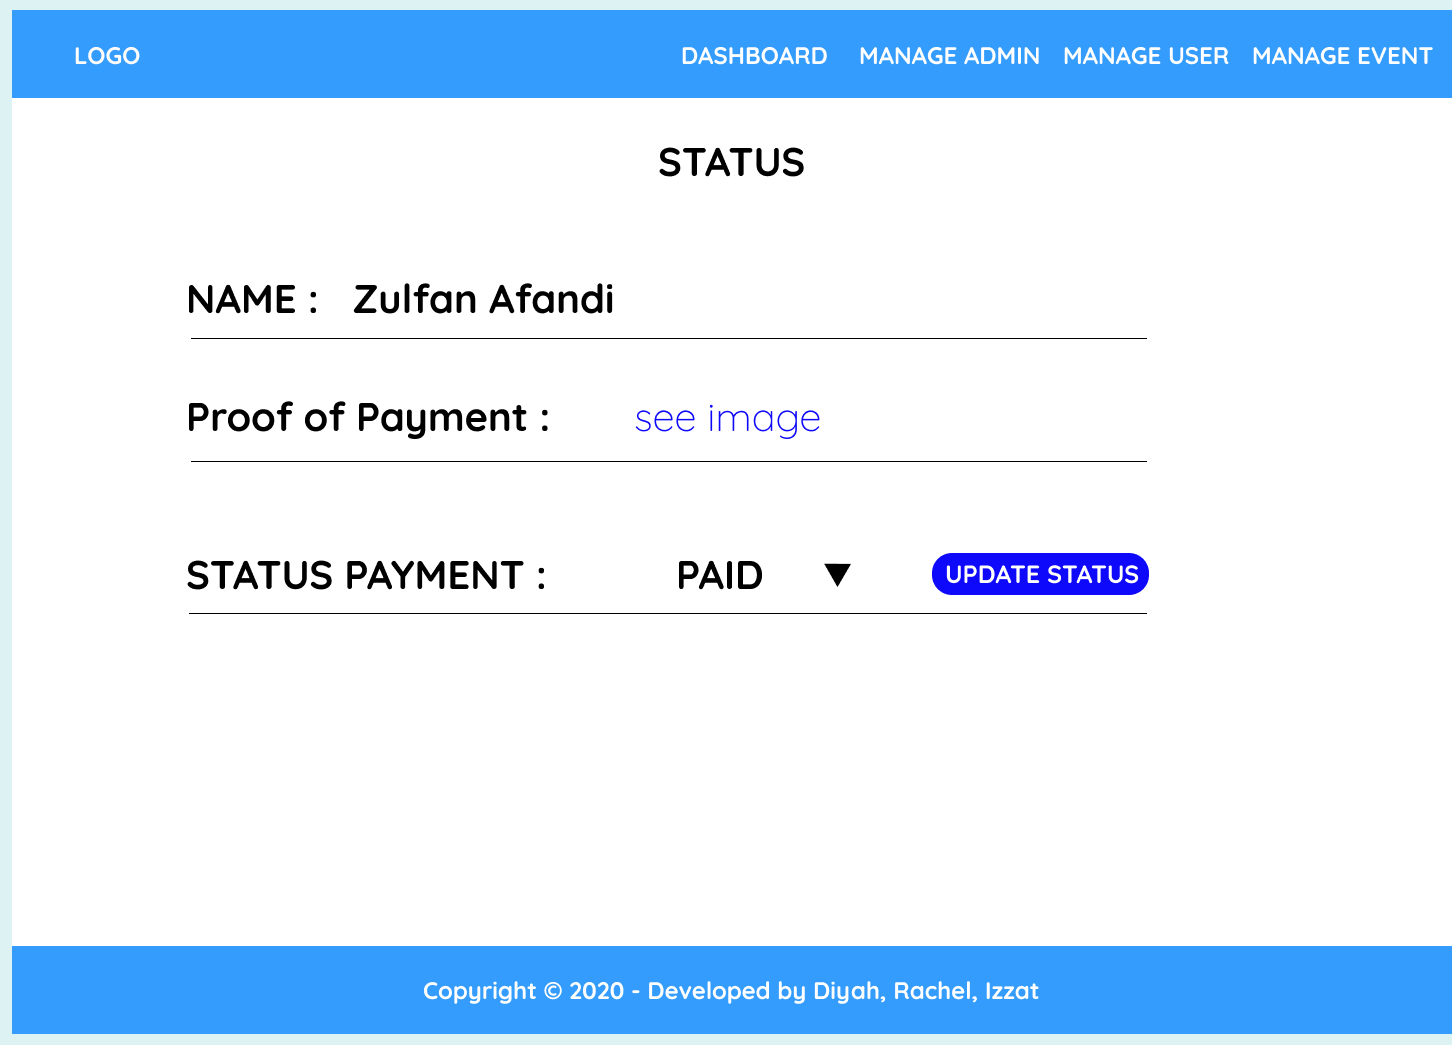 LOGO DASHBOARD MANAGE ADMIN MANAGE USER MANAGE EVENT
STATUS
NAME : Zulfan Afandi
Proof of Payment : see image
STATUS PAYMENT : PAID ▼ UPDATE STATUS
Copyright © 2020 - Developed by Diyah, Rachel, Izzat